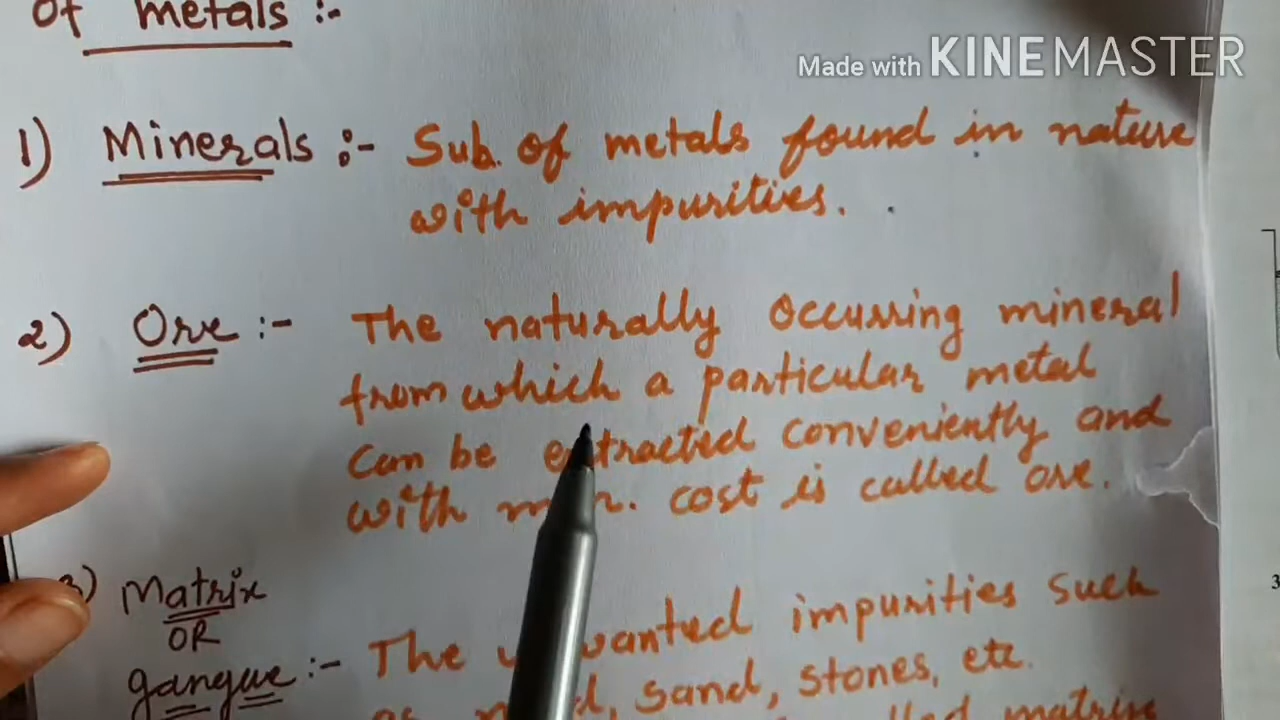 of metals :-
Made with KINEMASTER
1) Minerals :- Sub. of metals found in nature
with impurities.
2) Ore :- The naturally occurring mineral
from which a particular metal
can be extracted conveniently and
with cost is called ore.
Matrix
OR
The impurities such
gangue :-
sand, stones, etc.
matrix
3